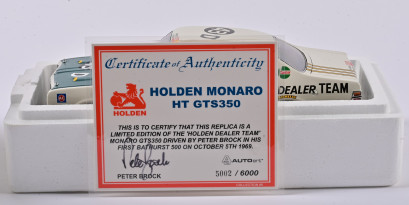 Certificate of Authenticity
HOLDEN
HOLDEN MONARO
HT GTS350
THIS IS TO CERTIFY THAT THIS REPLICA IS A
LIMITED EDITION OF THE 'HOLDEN DEALER TEAM'
MONARO GTS350 DRIVEN BY PETER BROCK IN HIS
FIRST BATHURST 500 ON OCTOBER 5TH 1969.
Peter Brock
PETER BROCK
AUTOart
5002 / 6000
DEALER TEAM